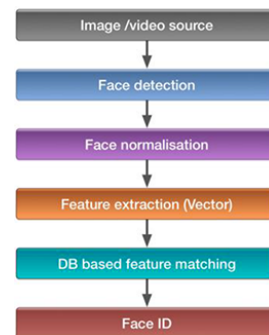 Image /video source
Face detection
Face normalisation
Feature extraction (Vector)
DB based feature matching
Face ID